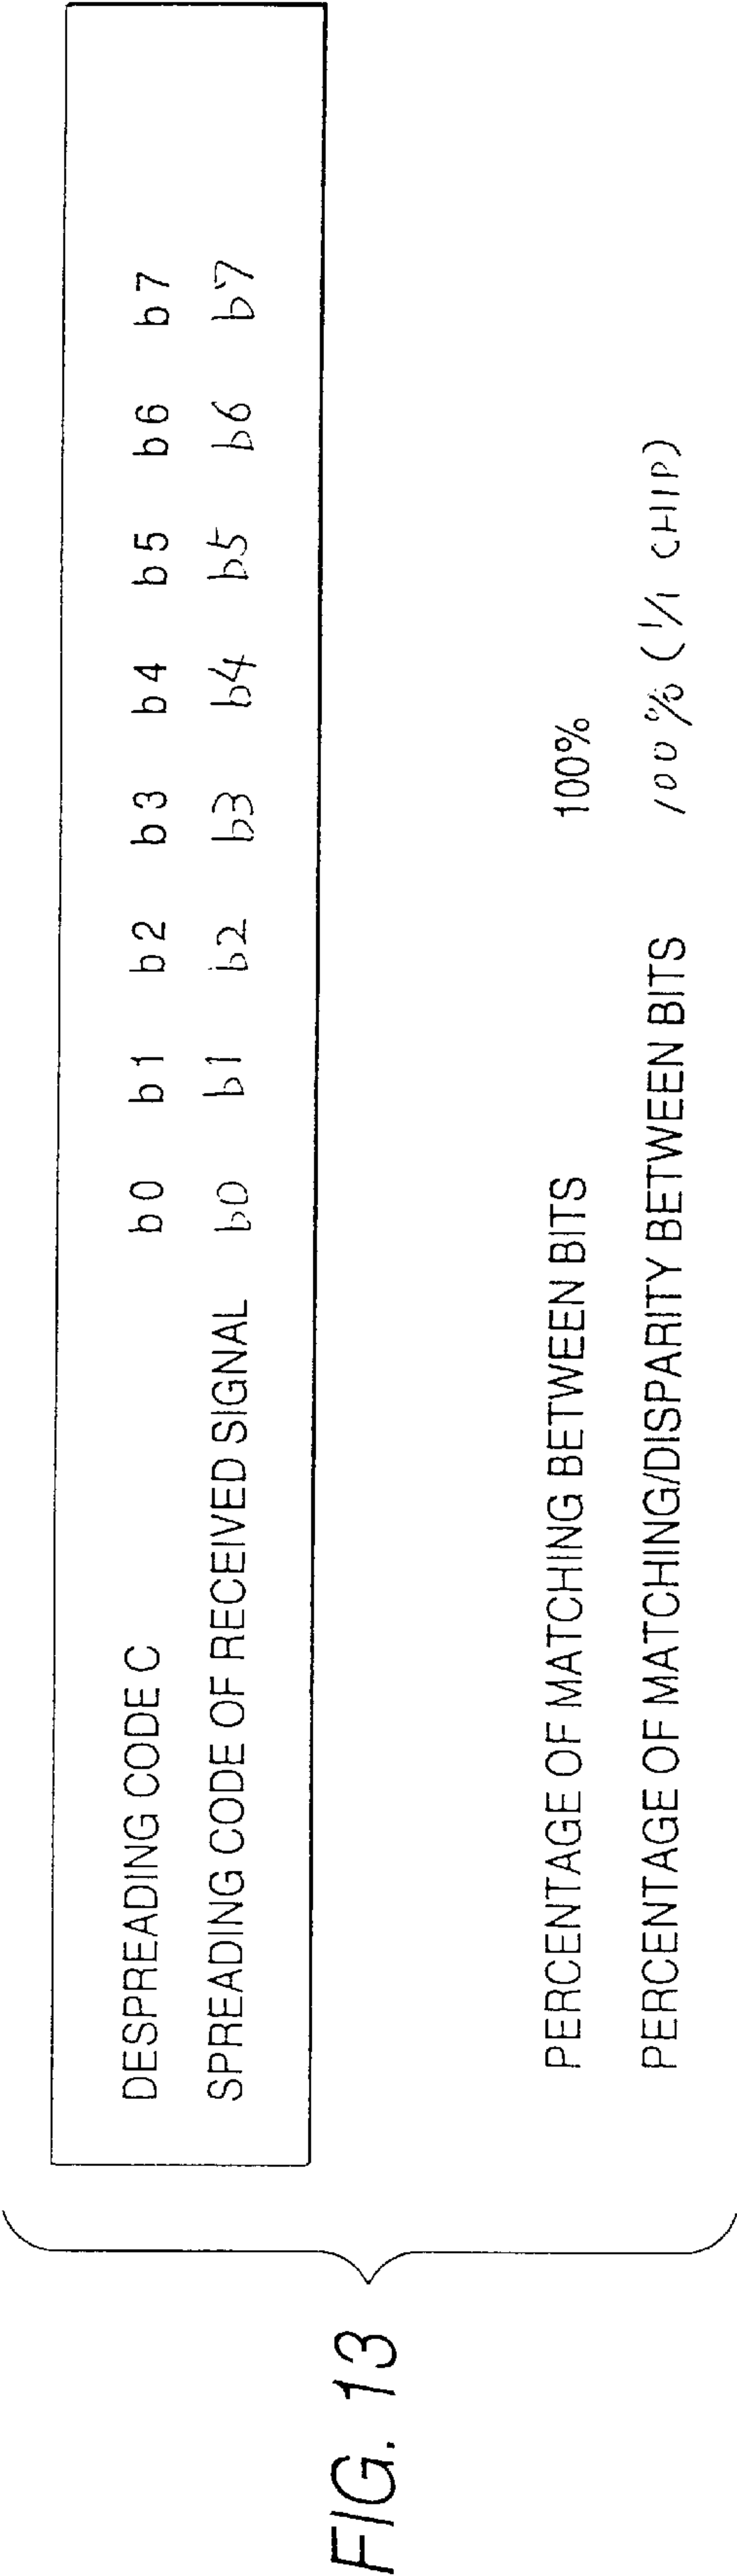 FIG. 13
DESPREADING CODE C b0 b1 b2 b3 b4 b5 b6 b7
SPREADING CODE OF RECEIVED SIGNAL b0 b1 b2 b3 b4 b5 b6 b7
PERCENTAGE OF MATCHING BETWEEN BITS 100%
PERCENTAGE OF MATCHING/DISPARITY BETWEEN BITS 100% (1/1 CHIP)